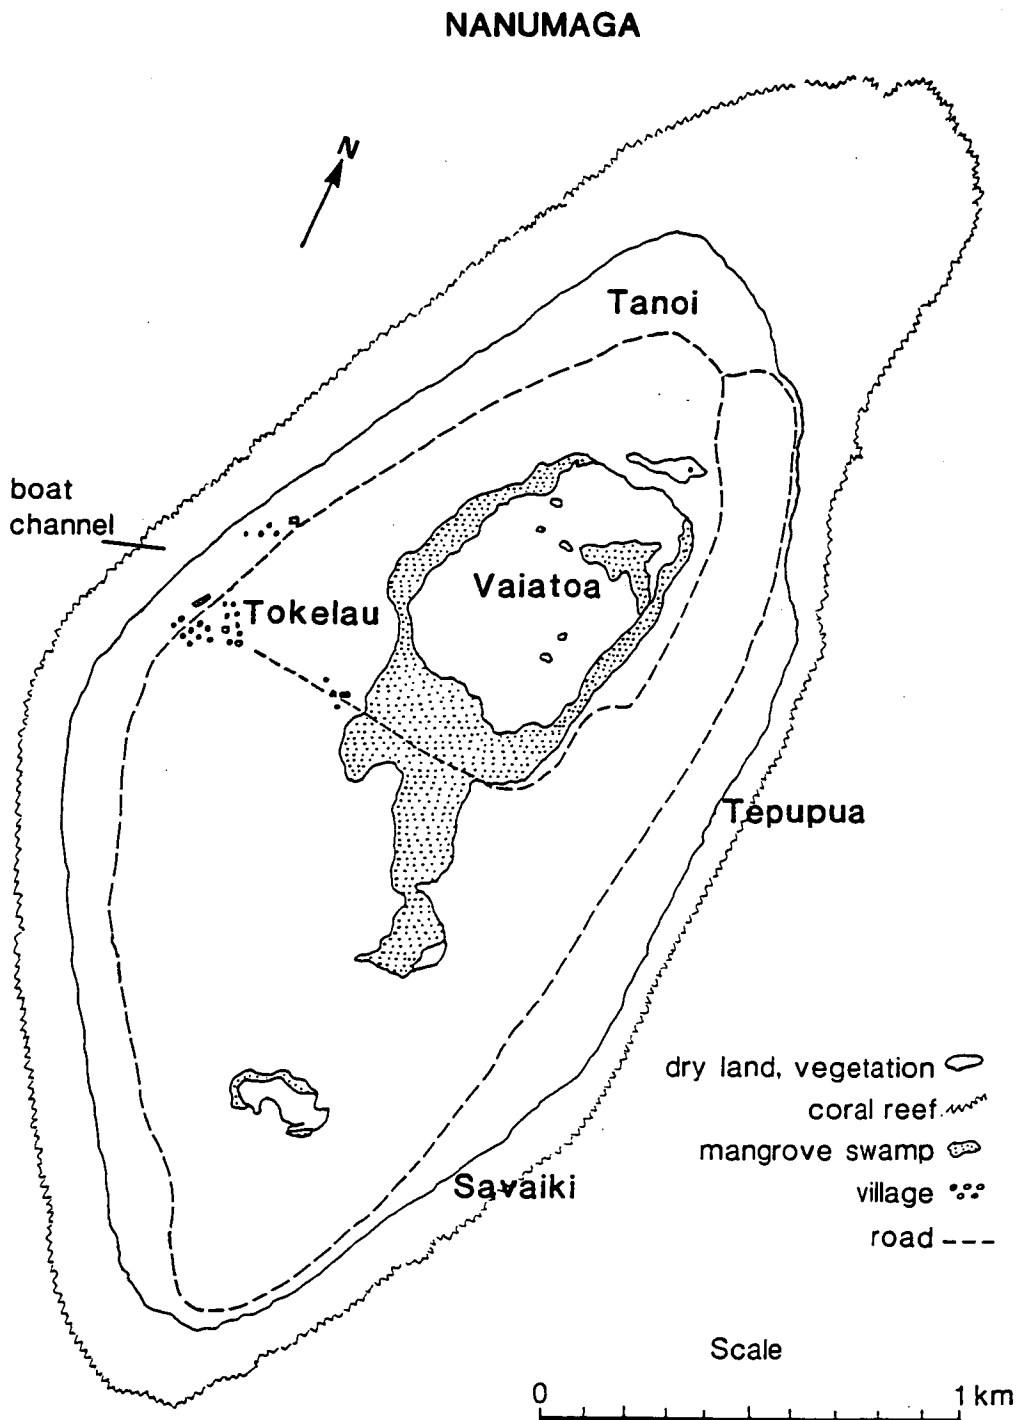 NANUMAGA
N
Tanoi
boat
channel
Vaiatoa
Tokelau
Tepupua
Savaiki
dry land, vegetation
coral reef
mangrove swamp
village
road
Scale
0
1 km